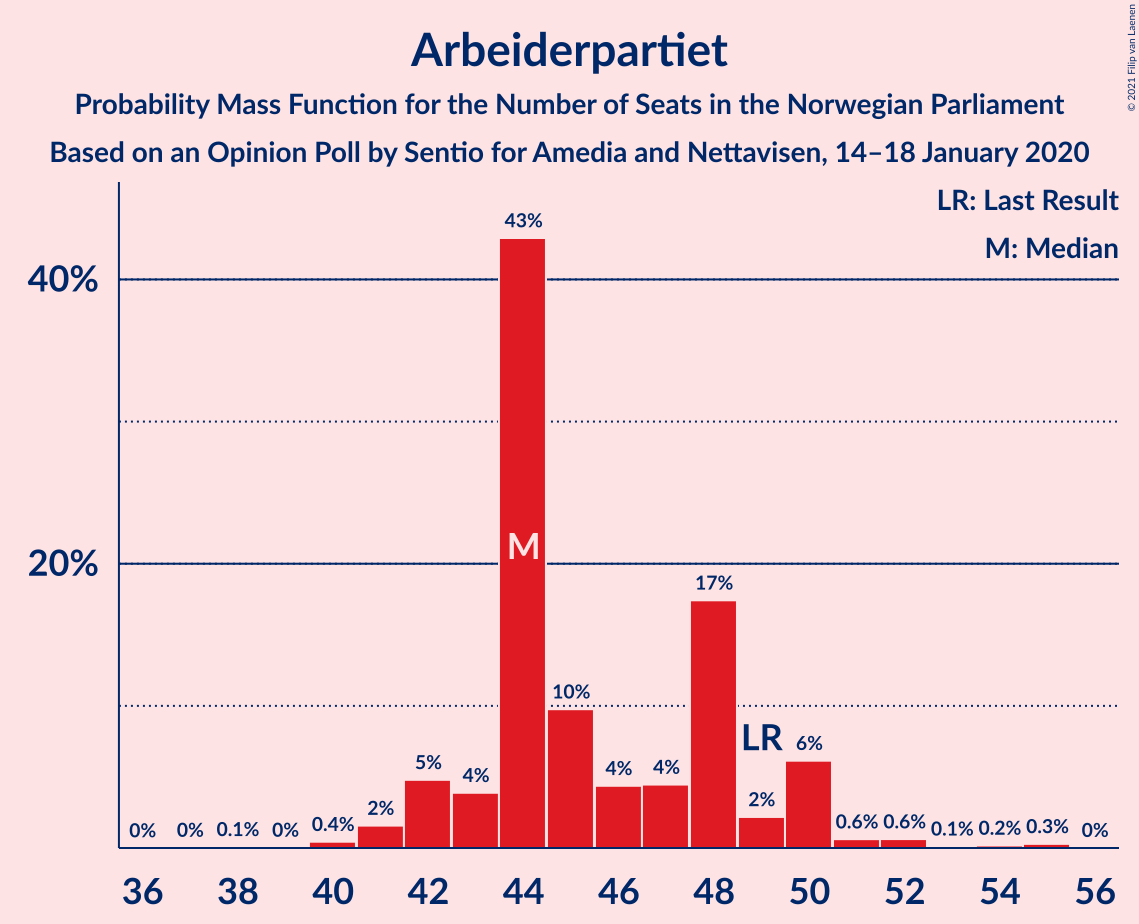 Arbeiderpartiet
Probability Mass Function for the Number of Seats in the Norwegian Parliament
Based on an Opinion Poll by Sentio for Amedia and Nettavisen, 14–18 January 2020
© 2021 Filip van Laenen
LR: Last Result
M: Median
40%
20%
0% 0% 0.1% 0% 0.4% 2% 5% 4% 43% 10% 4% 4% 17% 2% 6% 0.6% 0.6% 0.1% 0.2% 0.3% 0%
M
LR
36 38 40 42 44 46 48 50 52 54 56